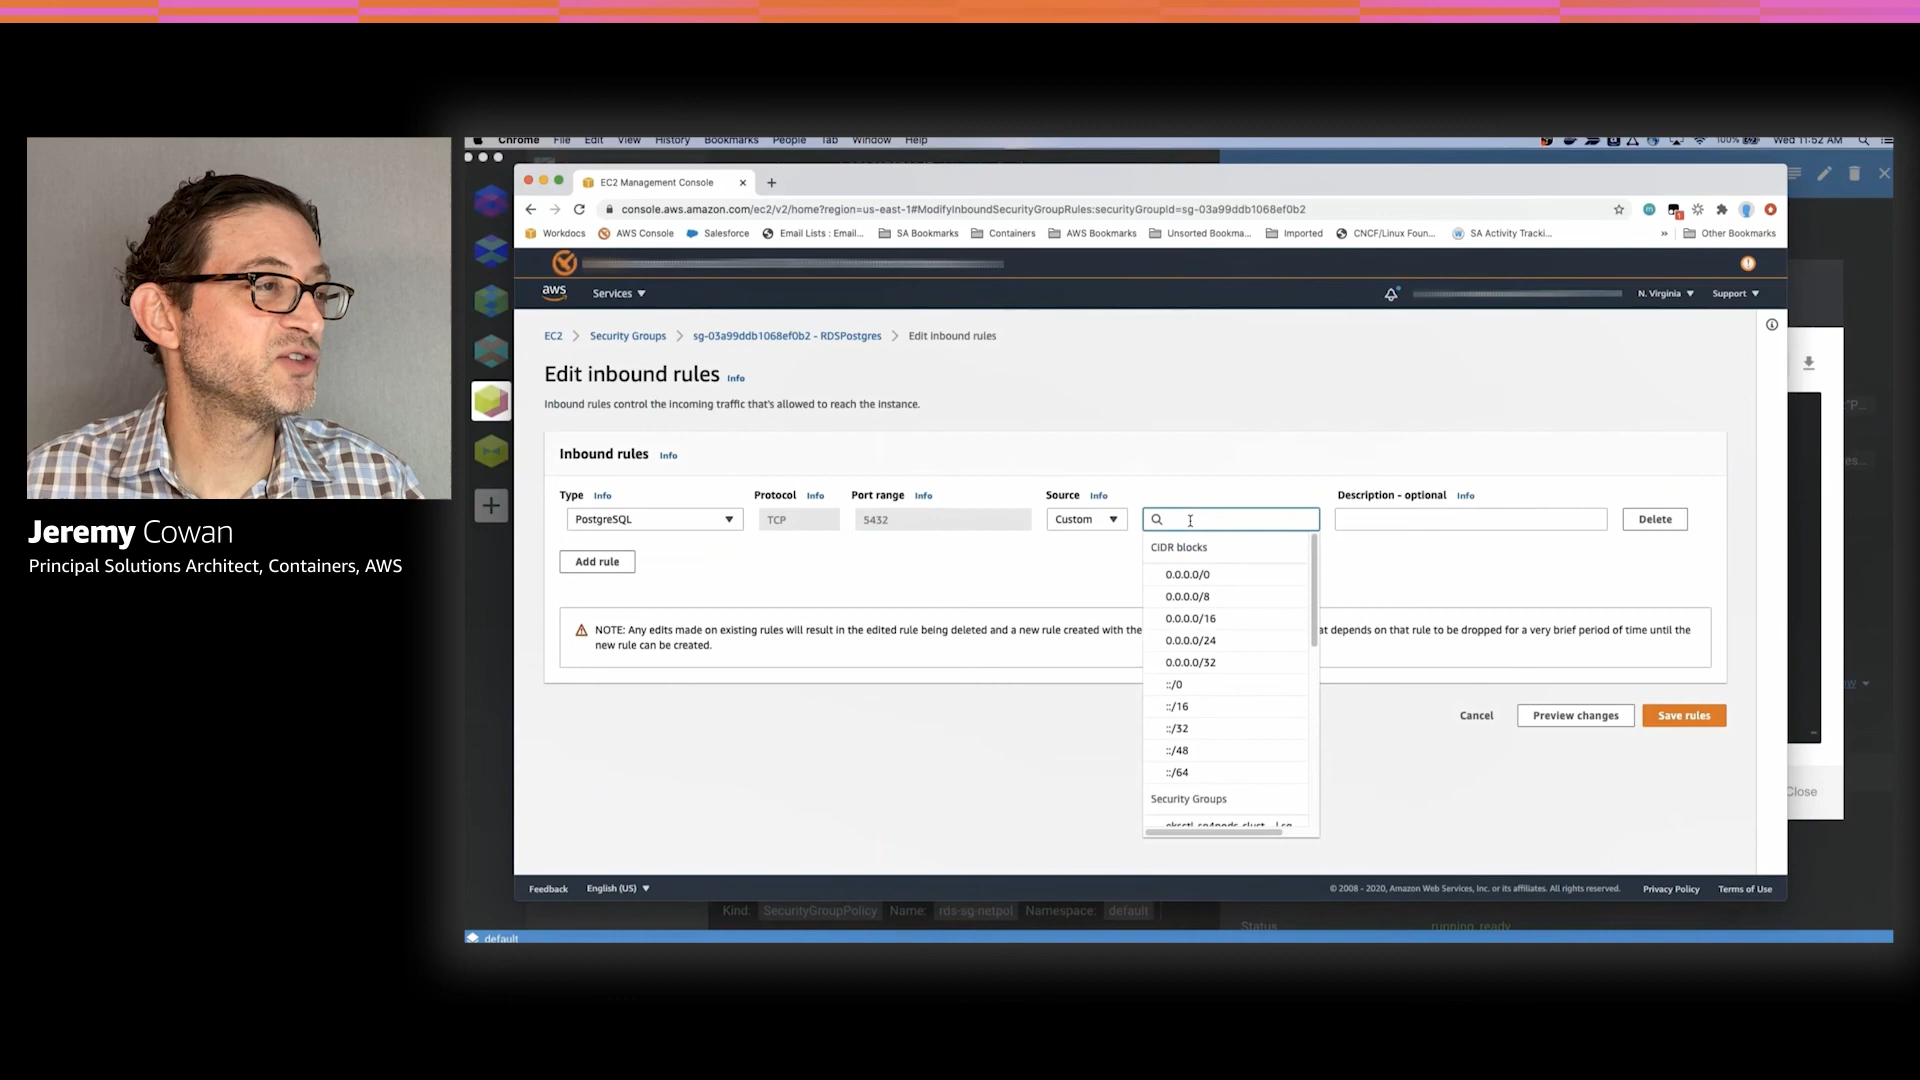 Chrome File Edit View History Bookmarks People Tab Window Help
100%
Wed 11:52 AM
EC2 Management Console
console.aws.amazon.com/ec2/v2/home?region=us-east-1#ModifyInboundSecurityGroupRules:securityGroupId=sg-03a99ddb1068ef0b2
Workdocs AWS Console Salesforce Email Lists : Email... SA Bookmarks Containers AWS Bookmarks Unsorted Bookma... Imported CNCF/Linux Foun... SA Activity Tracki... » Other Bookmarks
aws Services N. Virginia Support
EC2 > Security Groups > sg-03a99ddb1068ef0b2 - RDSPostgres > Edit inbound rules
Edit inbound rules Info
Inbound rules control the incoming traffic that's allowed to reach the instance.
Inbound rules Info
Type Info Protocol Info Port range Info Source Info Description - optional Info
PostgreSQL TCP 5432 Custom Delete
Add rule
CIDR blocks
0.0.0.0/0
0.0.0.0/8
0.0.0.0/16
0.0.0.0/24
0.0.0.0/32
::/0
::/16
::/32
::/48
::/64
Security Groups
NOTE: Any edits made on existing rules will result in the edited rule being deleted and a new rule created with the
at depends on that rule to be dropped for a very brief period of time until the
new rule can be created.
Cancel Preview changes Save rules
Close
Feedback English (US) © 2008 - 2020, Amazon Web Services, Inc. or its affiliates. All rights reserved. Privacy Policy Terms of Use
Kind: SecurityGroupPolicy Name: rds-sg-netpol Namespace: default
Status running, ready
default
Jeremy Cowan
Principal Solutions Architect, Containers, AWS